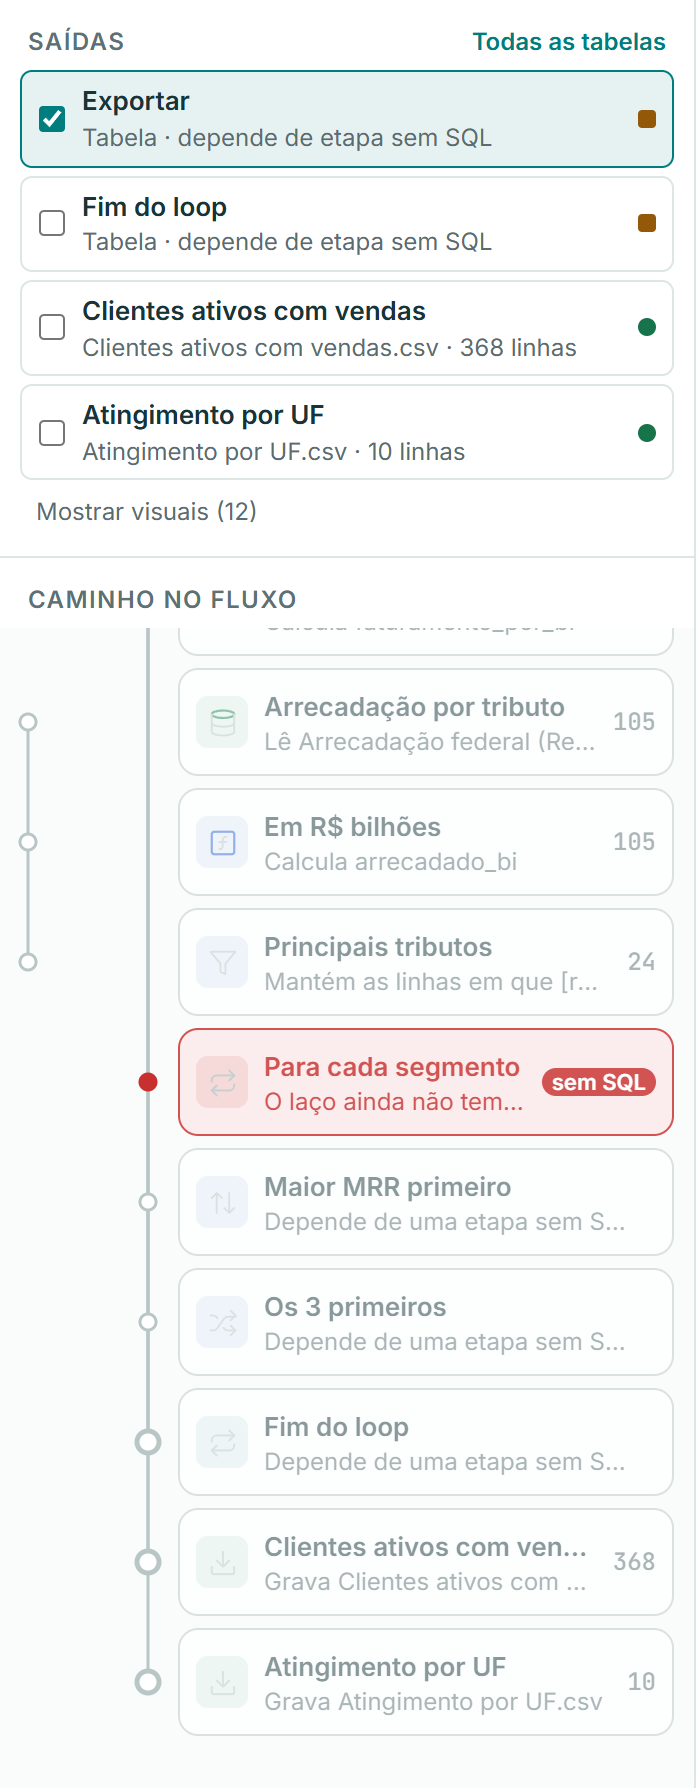 SAÍDAS
Todas as tabelas
Exportar
Tabela · depende de etapa sem SQL
Fim do loop
Tabela · depende de etapa sem SQL
Clientes ativos com vendas
Clientes ativos com vendas.csv · 368 linhas
Atingimento por UF
Atingimento por UF.csv · 10 linhas
Mostrar visuais (12)
CAMINHO NO FLUXO
Arrecadação por tributo
105
Lê Arrecadação federal (Re...
Em R$ bilhões
105
Calcula arrecadado_bi
Principais tributos
24
Mantém as linhas em que [r...
Para cada segmento
sem SQL
O laço ainda não tem...
Maior MRR primeiro
Depende de uma etapa sem S...
Os 3 primeiros
Depende de uma etapa sem S...
Fim do loop
Depende de uma etapa sem S...
Clientes ativos com ven...
368
Grava Clientes ativos com ...
Atingimento por UF
10
Grava Atingimento por UF.csv